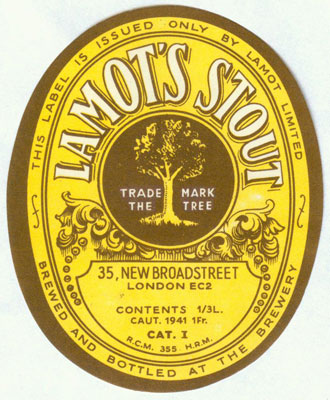 THIS LABEL IS ISSUED ONLY BY LAMOT LIMITED
LAMOT'S STOUT
TRADE MARK
THE TREE
35, NEW BROADSTREET
LONDON EC2
CONTENTS 1/3L.
CAUT. 1941 1Fr.
CAT. I
R.C.M. 355 H.R.M.
BREWED AND BOTTLED AT THE BREWERY